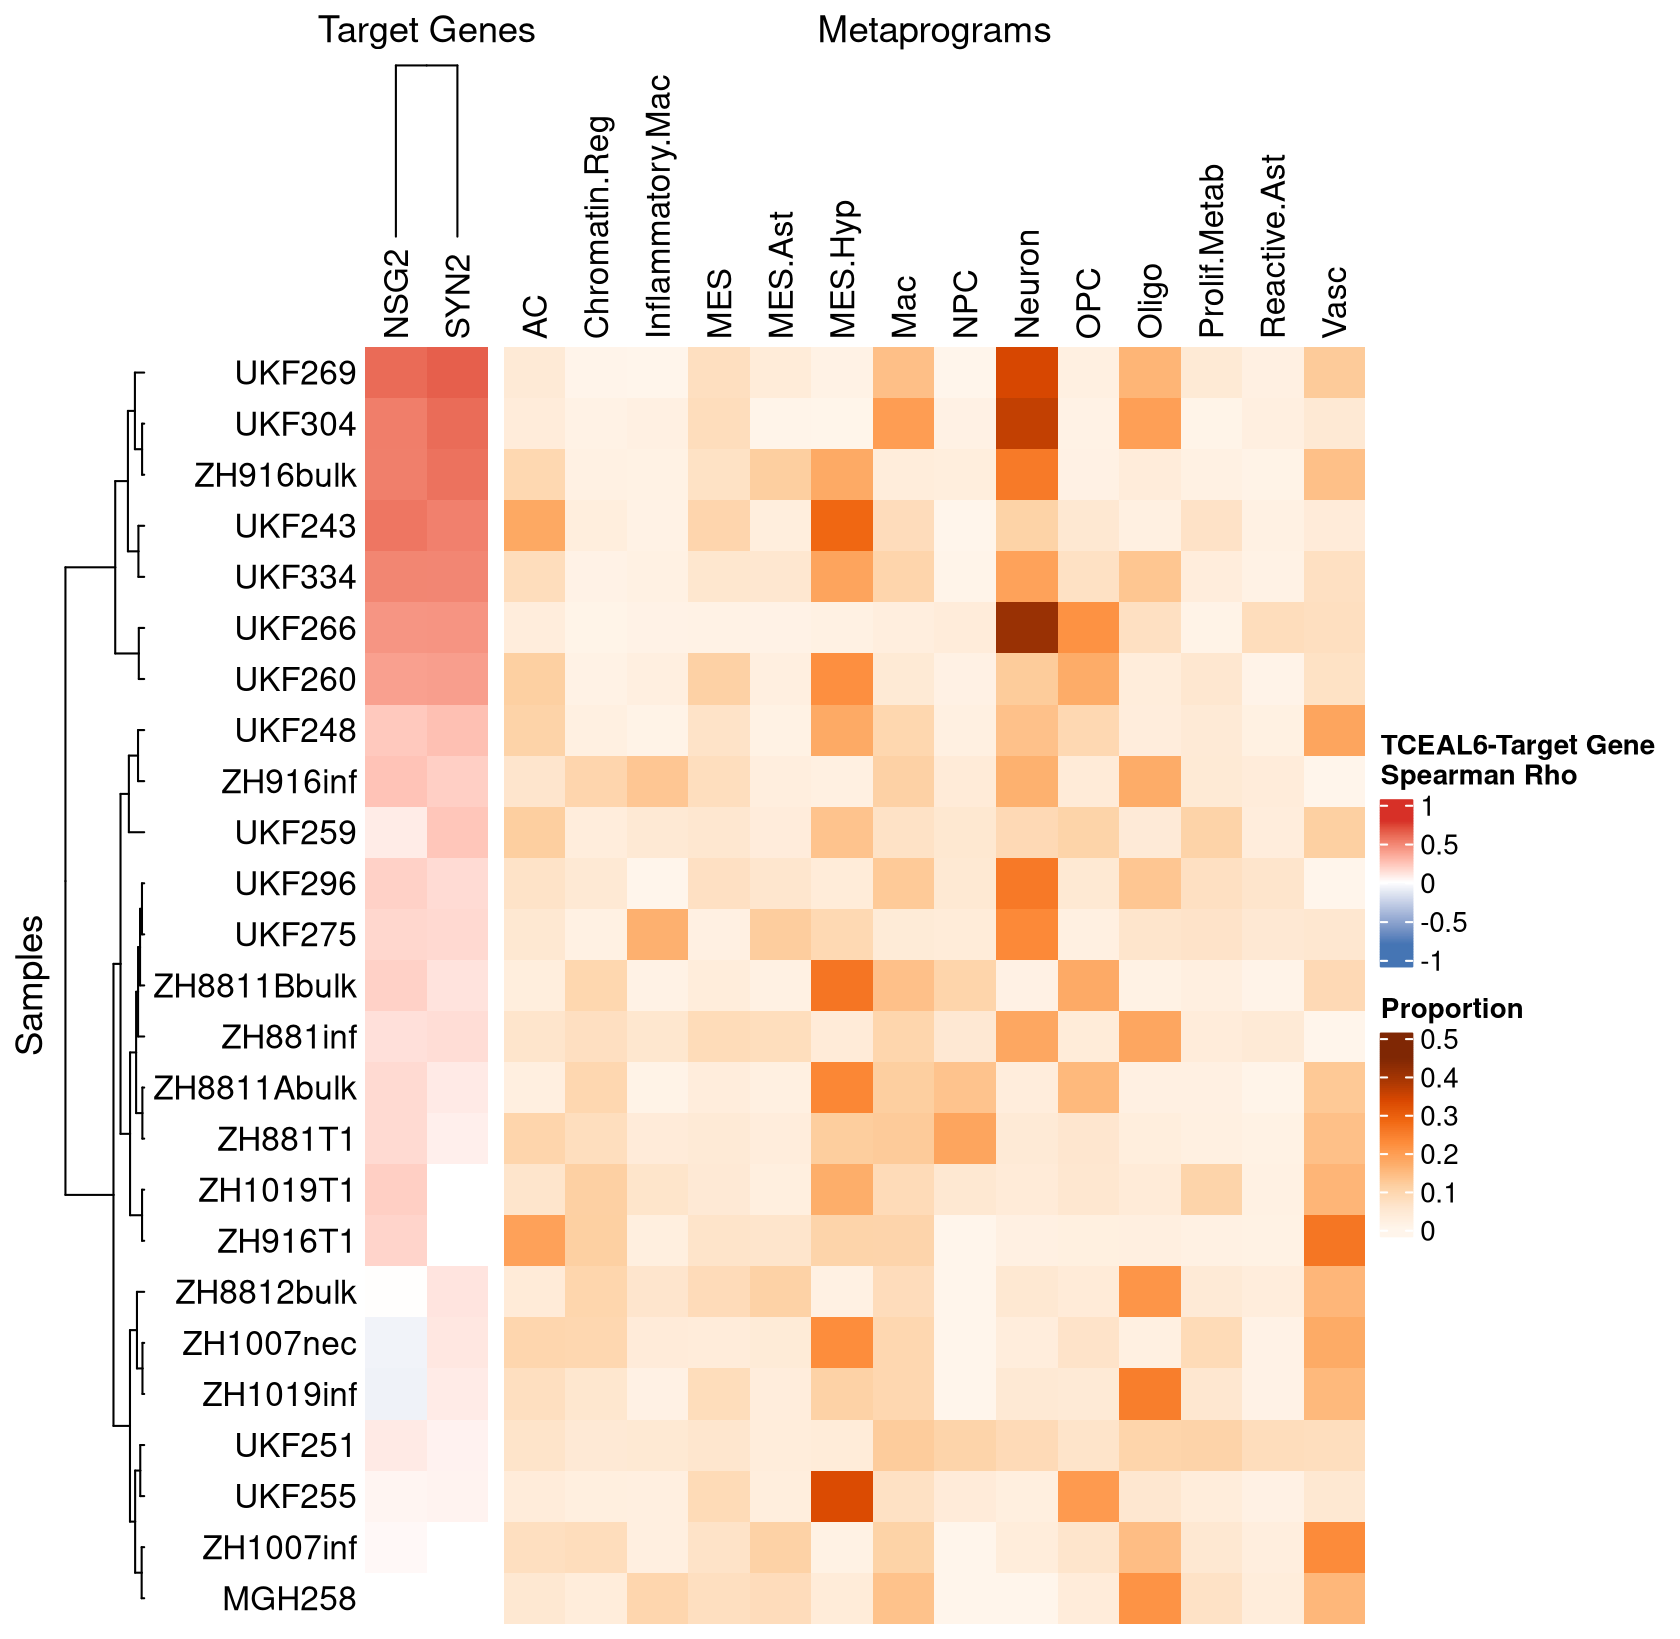 Target Genes
Metaprograms
NSG2
SYN2
AC
Chromatin.Reg
Inflammatory.Mac
MES
MES.Ast
MES.Hyp
Mac
NPC
Neuron
OPC
Oligo
Prolif.Metab
Reactive.Ast
Vasc
Samples
UKF269
UKF304
ZH916bulk
UKF243
UKF334
UKF266
UKF260
UKF248
ZH916inf
UKF259
UKF296
UKF275
ZH8811Bbulk
ZH881inf
ZH8811Abulk
ZH881T1
ZH1019T1
ZH916T1
ZH8812bulk
ZH1007nec
ZH1019inf
UKF251
UKF255
ZH1007inf
MGH258
TCEAL6-Target Gene
Spearman Rho
1
0.5
0
-0.5
-1
Proportion
0.5
0.4
0.3
0.2
0.1
0